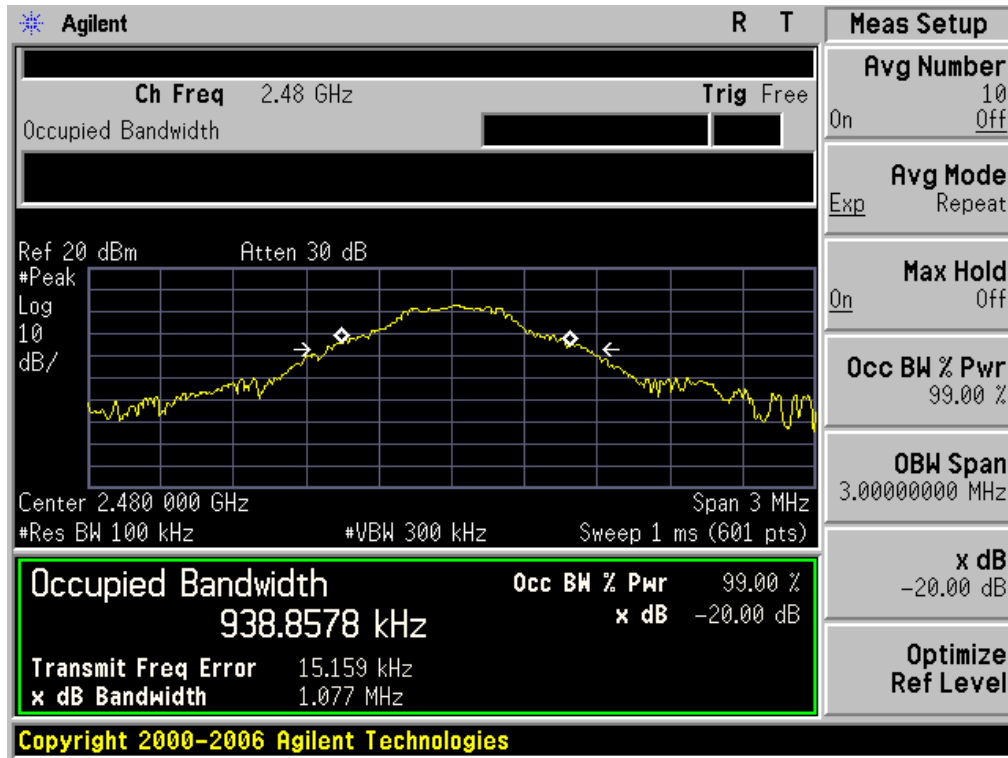 Agilent R T
Ch Freq 2.48 GHz Trig Free
Occupied Bandwidth
Ref 20 dBm Atten 30 dB
#Peak
Log
10
dB/
Center 2.480 000 GHz Span 3 MHz
#Res BW 100 kHz #VBW 300 kHz Sweep 1 ms (601 pts)
Occupied Bandwidth Occ BW % Pwr 99.00 %
938.8578 kHz x dB -20.00 dB
Transmit Freq Error 15.159 kHz
x dB Bandwidth 1.077 MHz
Copyright 2000-2006 Agilent Technologies
Meas Setup
Avg Number
10
On Off
Avg Mode
Exp Repeat
Max Hold
On Off
Occ BW % Pwr
99.00 %
OBW Span
3.00000000 MHz
x dB
-20.00 dB
Optimize
Ref Level